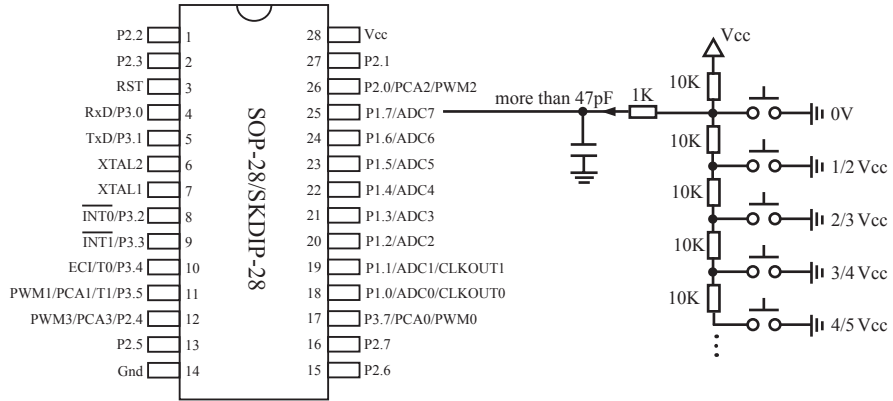 P2.2 1
P2.3 2
RST 3
RxD/P3.0 4
TxD/P3.1 5
XTAL2 6
XTAL1 7
INT0/P3.2 8
INT1/P3.3 9
ECI/T0/P3.4 10
PWM1/PCA1/T1/P3.5 11
PWM3/PCA3/P2.4 12
P2.5 13
Gnd 14
SOP-28/SKDIP-28
28 Vcc
27 P2.1
26 P2.0/PCA2/PWM2
25 P1.7/ADC7
24 P1.6/ADC6
23 P1.5/ADC5
22 P1.4/ADC4
21 P1.3/ADC3
20 P1.2/ADC2
19 P1.1/ADC1/CLKOUT1
18 P1.0/ADC0/CLKOUT0
17 P3.7/PCA0/PWM0
16 P2.7
15 P2.6
more than 47pF
1K
Vcc
10K
0V
10K
1/2 Vcc
10K
2/3 Vcc
10K
3/4 Vcc
10K
4/5 Vcc